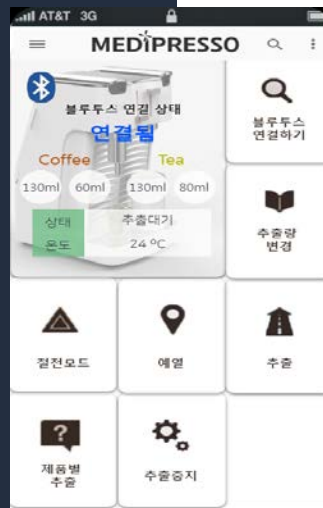 AT&T 3G
MEDIPRESSO
블루투스 연결 상태
연결됨
Coffee Tea
130ml 60ml 130ml 80ml
상태 추출대기
온도 24 ºC
블루투스
연결하기
추출량
변경
절전모드
예열
추출
제품별
추출
추출중지